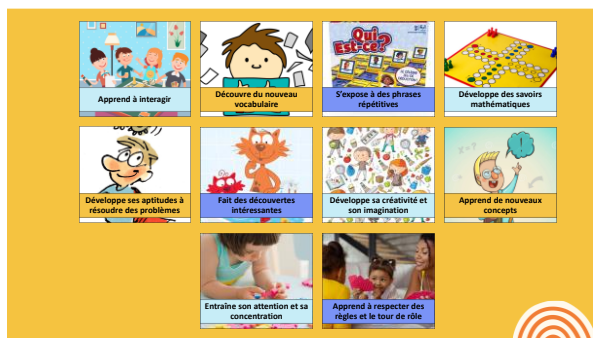 Apprend à interagir
Découvre du nouveau
vocabulaire
Qui
Est-ce?
S'expose à des phrases
répétitives
Développe des savoirs
mathématiques
Développe ses aptitudes à
résoudre des problèmes
Fait des découvertes
intéressantes
Développe sa créativité et
son imagination
Apprend de nouveaux
concepts
Entraîne son attention et sa
concentration
Apprend à respecter des
règles et le tour de rôle